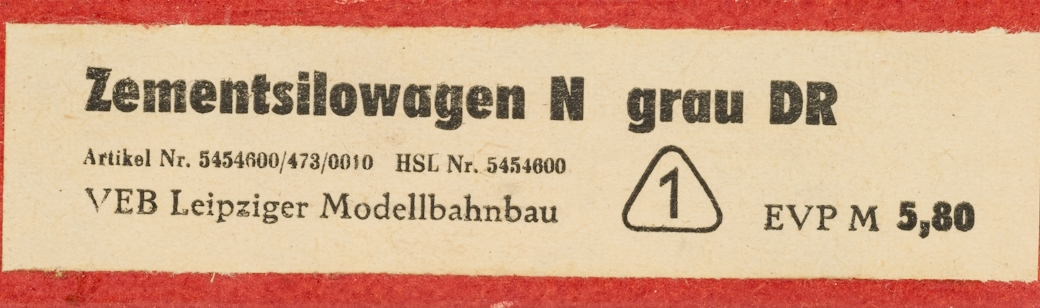 Zementsilowagen N grau DR
Artikel Nr. 5454600/473/0010 HSL Nr. 5454600
VEB Leipziger Modellbahnbau
1
EVP M 5,80